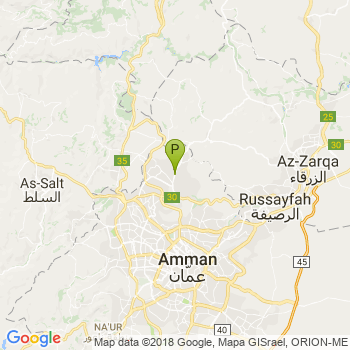 25
P
30
35
Az-Zarqa
الزرقاء
As-Salt
السلط
30
Russayfah
الرصيفة
Amman
عمان
45
NA'UR
40
Google
Map data ©2018 Google, Mapa GISrael, ORION-ME